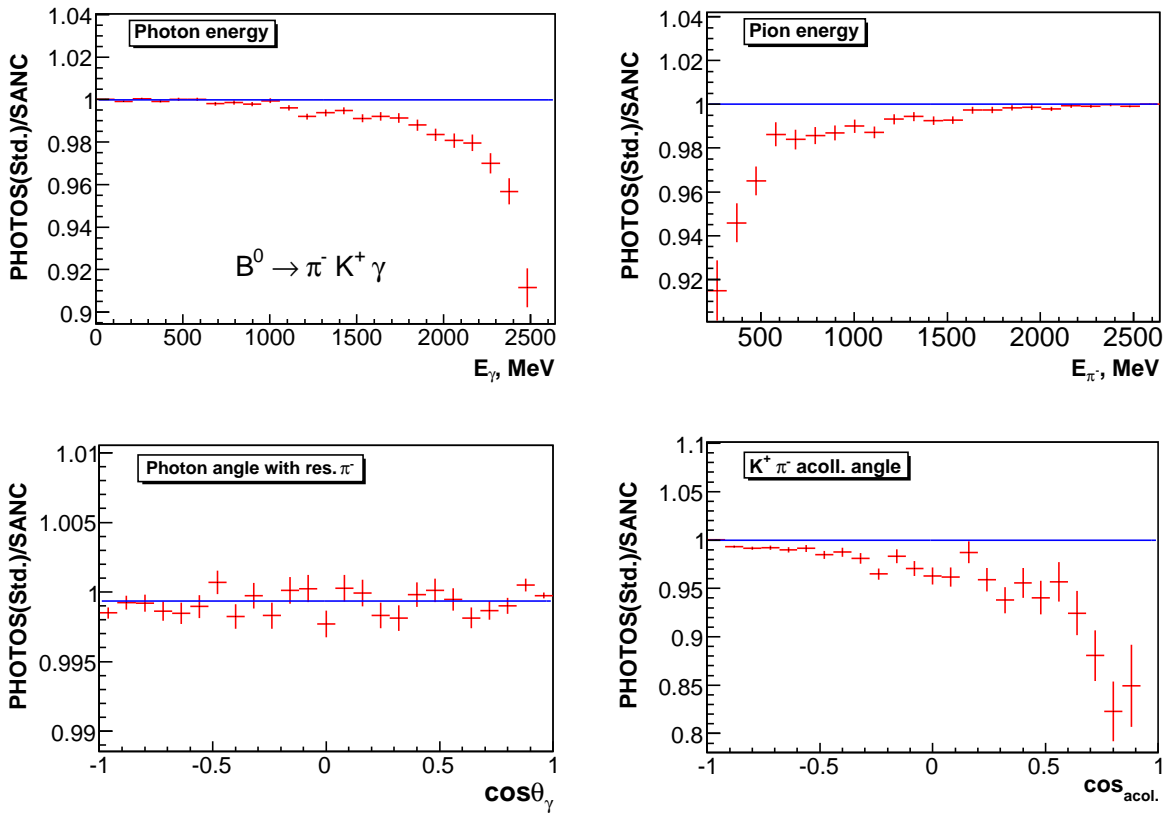 Photon energy
PHOTOS(Std.)/SANC
1.04
1.02
1
0.98
0.96
0.94
0.92
0.9
B⁰ → π⁻ K⁺ γ
0 500 1000 1500 2000 2500
E_γ, MeV
Pion energy
PHOTOS(Std.)/SANC
1.04
1.02
1
0.98
0.96
0.94
0.92
500 1000 1500 2000 2500
E_π⁻, MeV
Photon angle with res. π⁻
PHOTOS(Std.)/SANC
1.01
1.005
1
0.995
0.99
-1 -0.5 0 0.5 1
cosθ_γ
K⁺ π⁻ acoll. angle
PHOTOS(Std.)/SANC
1.1
1.05
1
0.95
0.9
0.85
0.8
-1 -0.5 0 0.5 1
cos_acol.